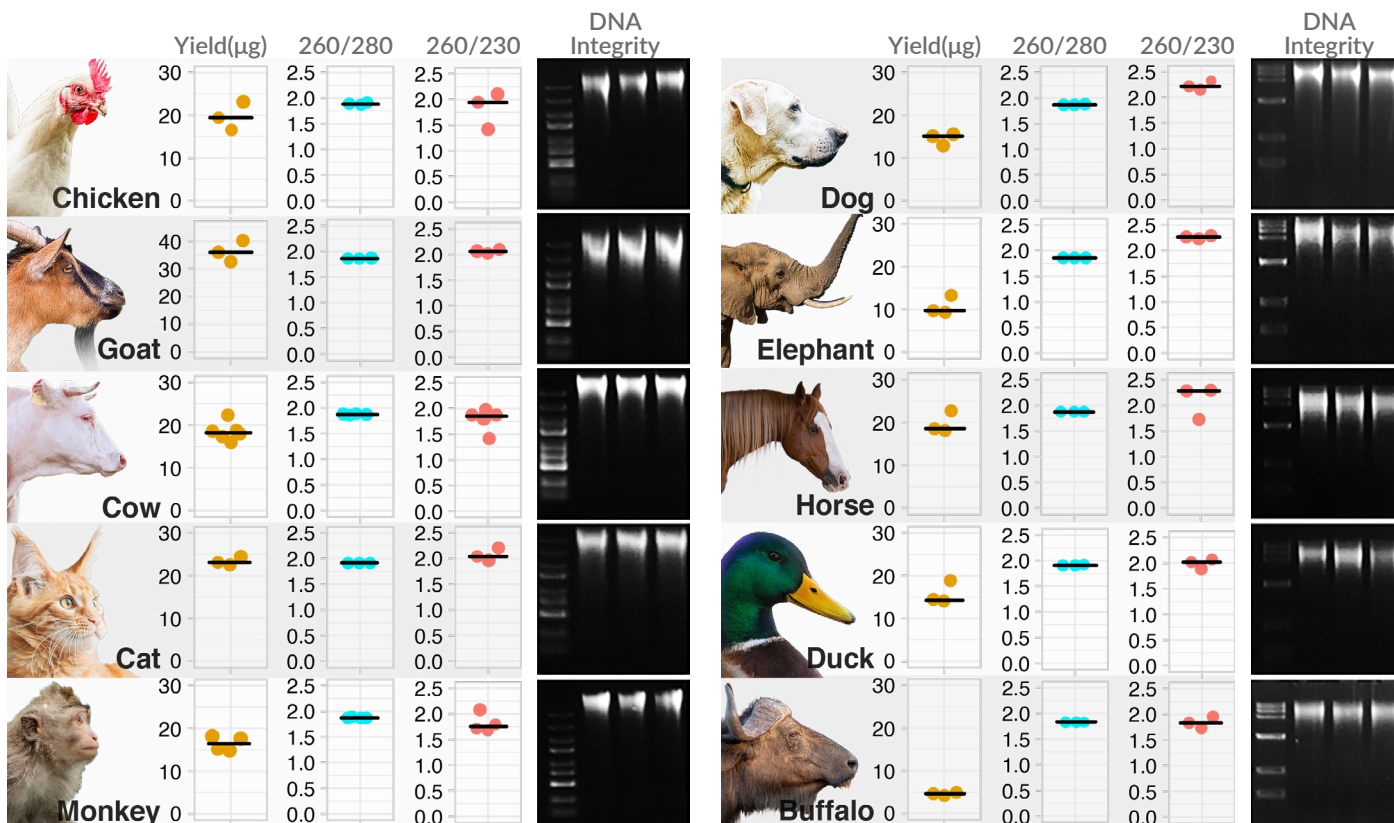 DNA DNA
Yield(µg) 260/280 260/230 Integrity Yield(µg) 260/280 260/230 Integrity
30 2.5 2.5 30 2.5 2.5
20 2.0 2.0 20 2.0 2.0
1.5 1.5 1.5 1.5
10 1.0 1.0 10 1.0 1.0
0.5 0.5 0.5 0.5
Chicken 0 0.0 0.0 Dog 0 0.0 0.0
40 2.5 2.5 30 2.5 2.5
30 2.0 2.0 20 2.0 2.0
20 1.5 1.5 1.5 1.5
10 1.0 1.0 10 1.0 1.0
0.5 0.5 0.5 0.5
Goat 0 0.0 0.0 Elephant 0 0.0 0.0
30 2.5 2.5 30 2.5 2.5
20 2.0 2.0 20 2.0 2.0
1.5 1.5 1.5 1.5
10 1.0 1.0 10 1.0 1.0
0.5 0.5 0.5 0.5
Cow 0 0.0 0.0 Horse 0 0.0 0.0
30 2.5 2.5 30 2.5 2.5
20 2.0 2.0 20 2.0 2.0
1.5 1.5 1.5 1.5
10 1.0 1.0 10 1.0 1.0
0.5 0.5 0.5 0.5
Cat 0 0.0 0.0 Duck 0 0.0 0.0
30 2.5 2.5 30 2.5 2.5
20 2.0 2.0 20 2.0 2.0
1.5 1.5 1.5 1.5
10 1.0 1.0 10 1.0 1.0
0.5 0.5 0.5 0.5
Monkey 0 0.0 0.0 Buffalo 0 0.0 0.0